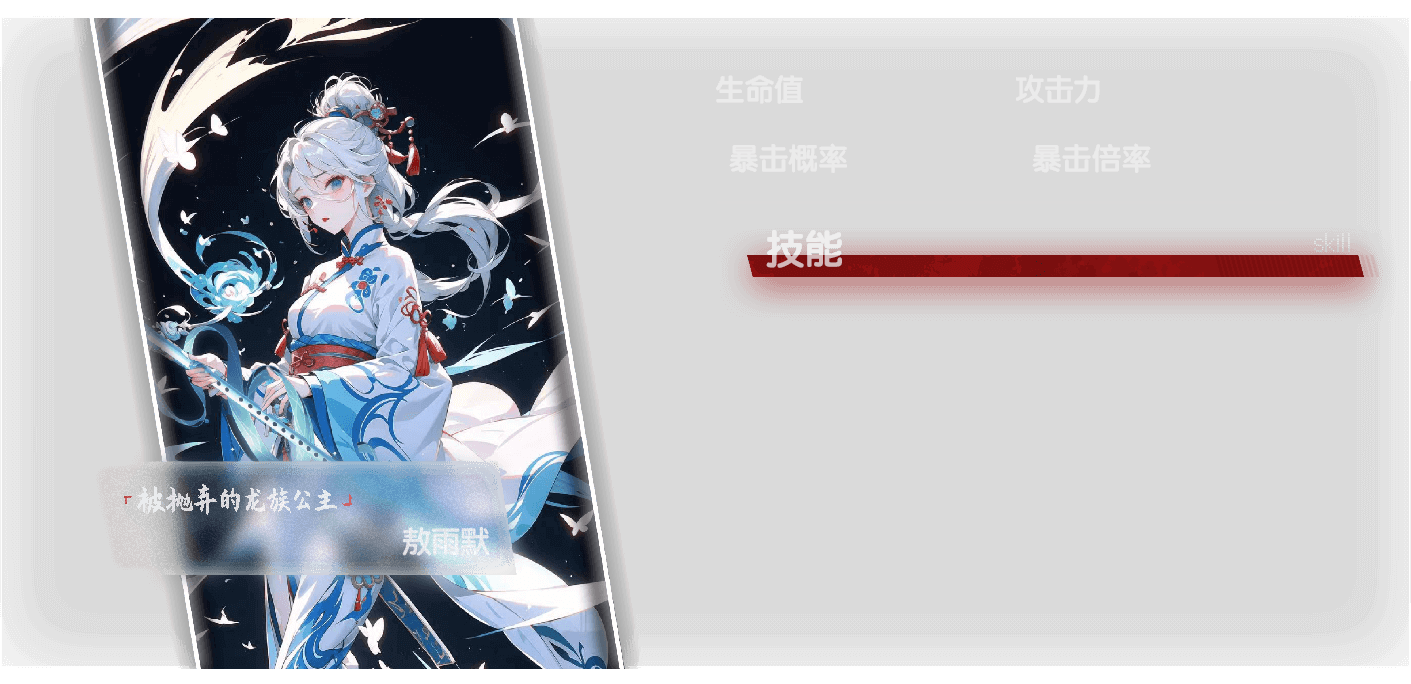 生命值
攻击力
暴击概率
暴击倍率
技能
skill
「被抛弃的龙族公主」
敖雨默